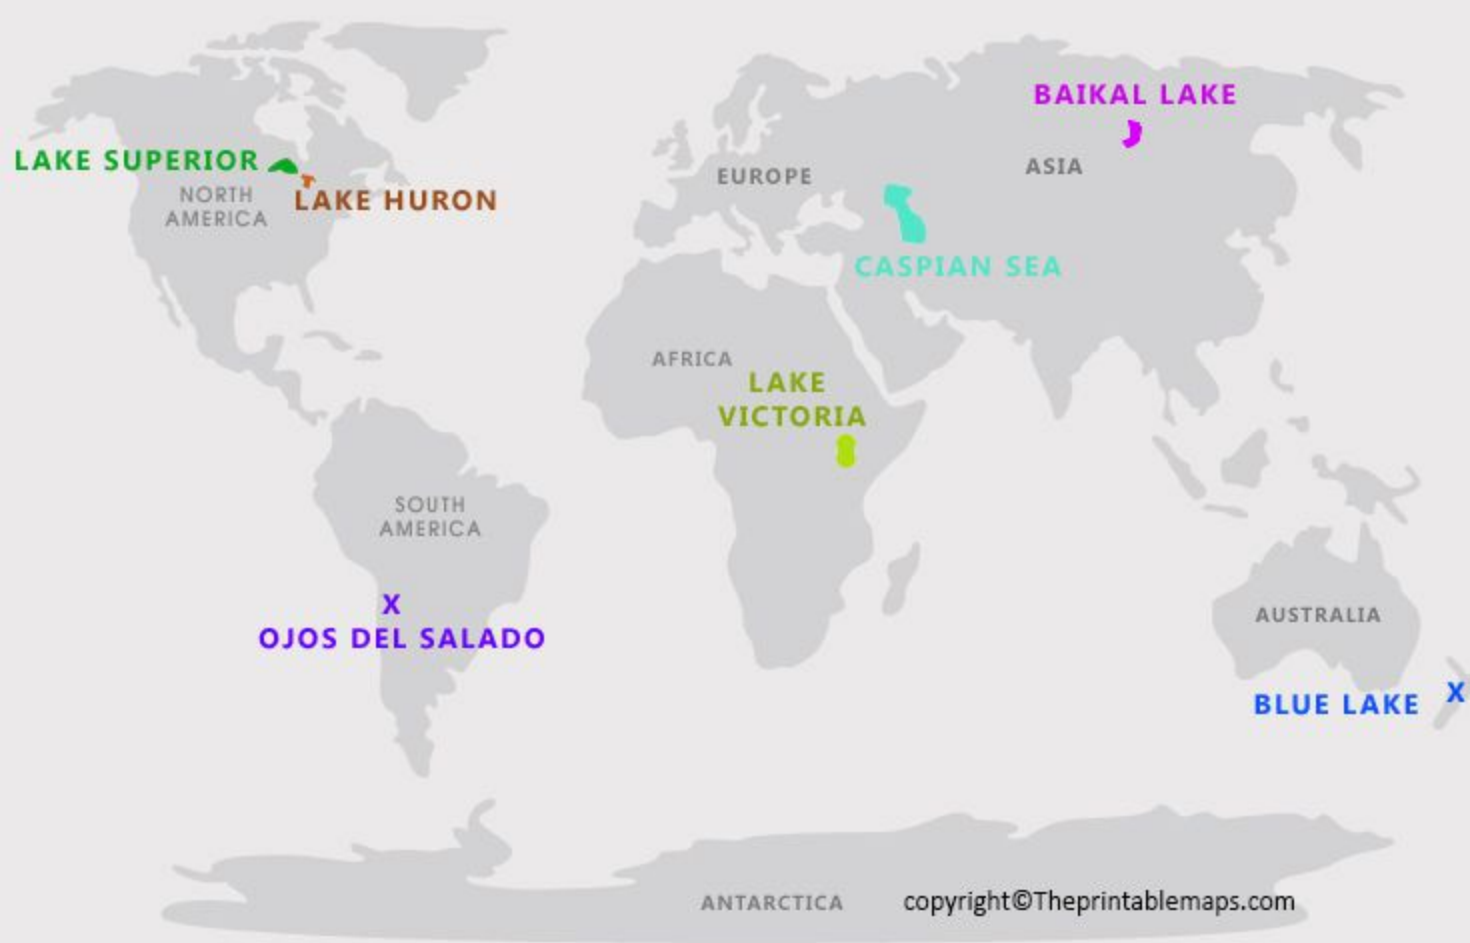 BAIKAL LAKE
LAKE SUPERIOR
ASIA
EUROPE
NORTH
AMERICA
LAKE HURON
CASPIAN SEA
AFRICA
LAKE
VICTORIA
SOUTH
AMERICA
X
OJOS DEL SALADO
AUSTRALIA
X
BLUE LAKE
ANTARCTICA
copyright©Theprintablemaps.com